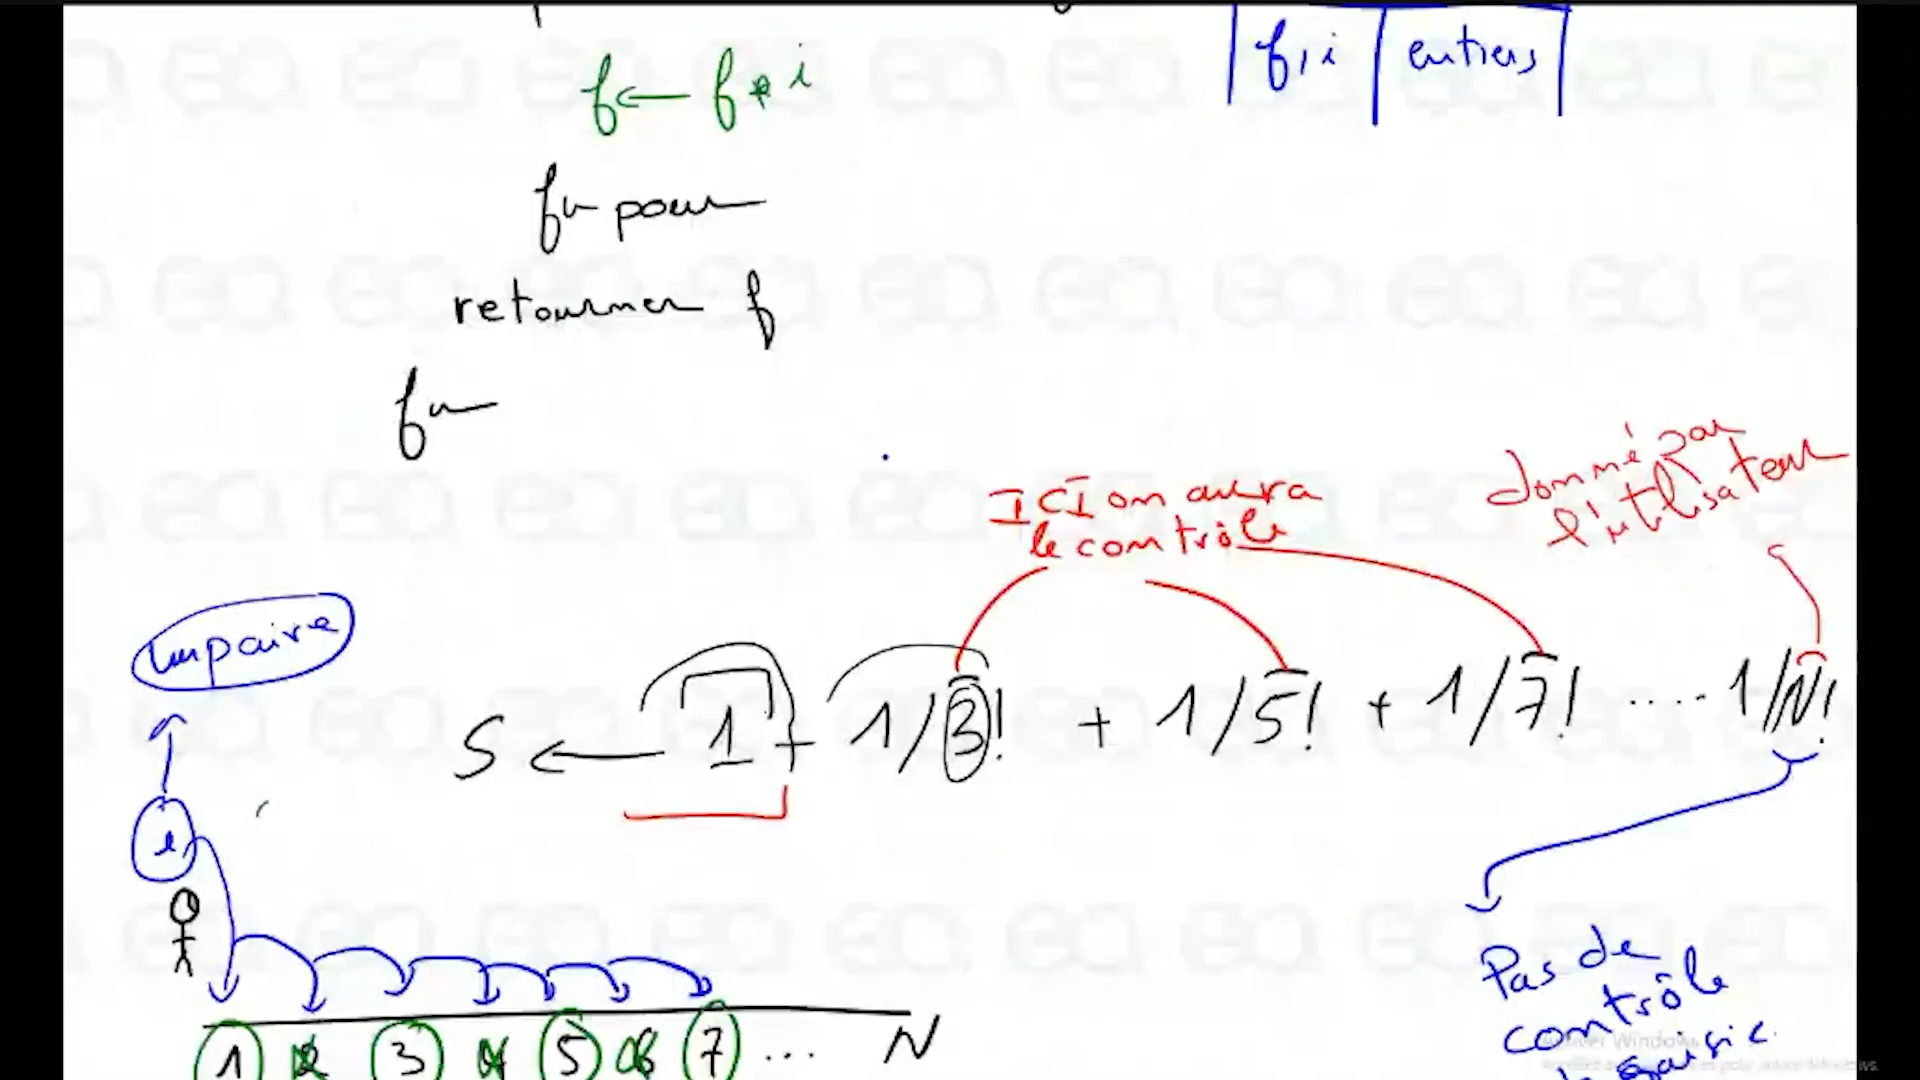 f,i | entiers
f ← f * i
fin pour
retourner f
fin
ICI on aura
le contrôle
donné par
l'utilisateur
impaire
S ← 1 + 1/3! + 1/5! + 1/7! .... 1/N!
i
Pas de
contrôle
saisie
1 2 3 4 5 6 7 ... N